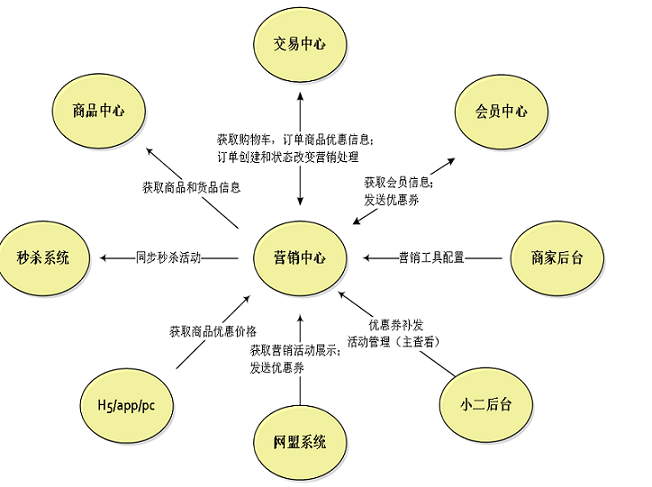 交易中心
商品中心
会员中心
获取购物车，订单商品优惠信息；
订单创建和状态改变营销处理
获取商品和货品信息
获取会员信息；
发送优惠券
秒杀系统
同步秒杀活动
营销中心
营销工具配置
商家后台
获取商品优惠价格
优惠券补发
活动管理（主查看）
获取营销活动展示；
发送优惠券
H5/app/pc
网盟系统
小二后台